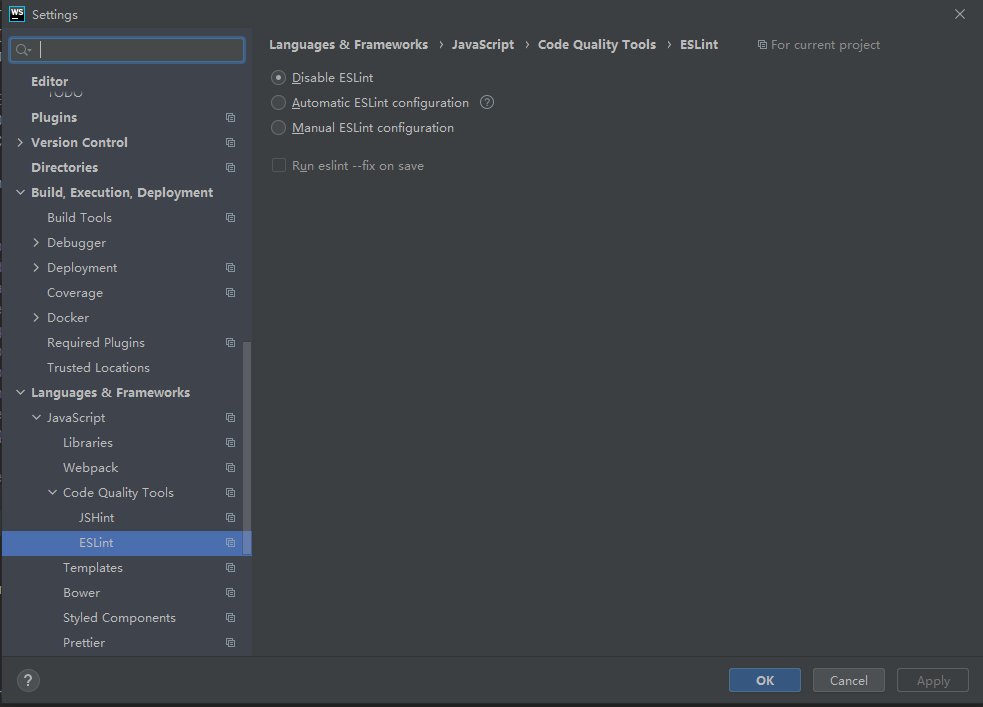 WS Settings
Languages & Frameworks › JavaScript › Code Quality Tools › ESLint For current project
Disable ESLint
Automatic ESLint configuration ?
Manual ESLint configuration
Run eslint --fix on save
Editor
TODO
Plugins
Version Control
Directories
Build, Execution, Deployment
Build Tools
Debugger
Deployment
Coverage
Docker
Required Plugins
Trusted Locations
Languages & Frameworks
JavaScript
Libraries
Webpack
Code Quality Tools
JSHint
ESLint
Templates
Bower
Styled Components
Prettier
? OK Cancel Apply